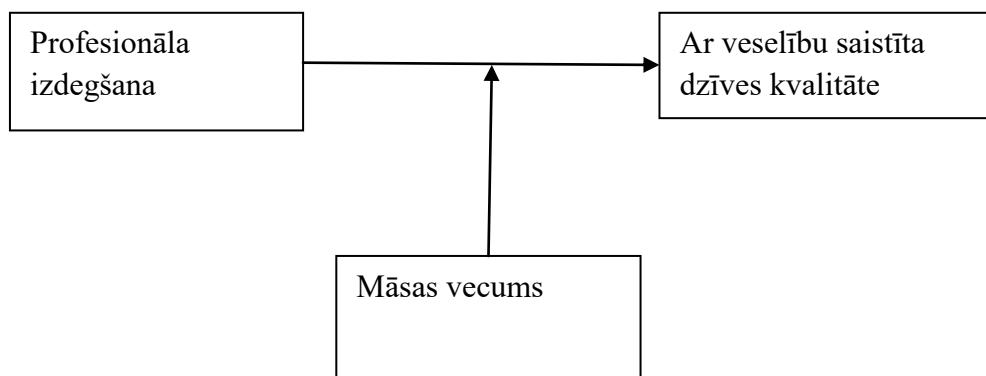 Profesionāla
izdegšana
Ar veselību saistīta
dzīves kvalitāte
Māsas vecums